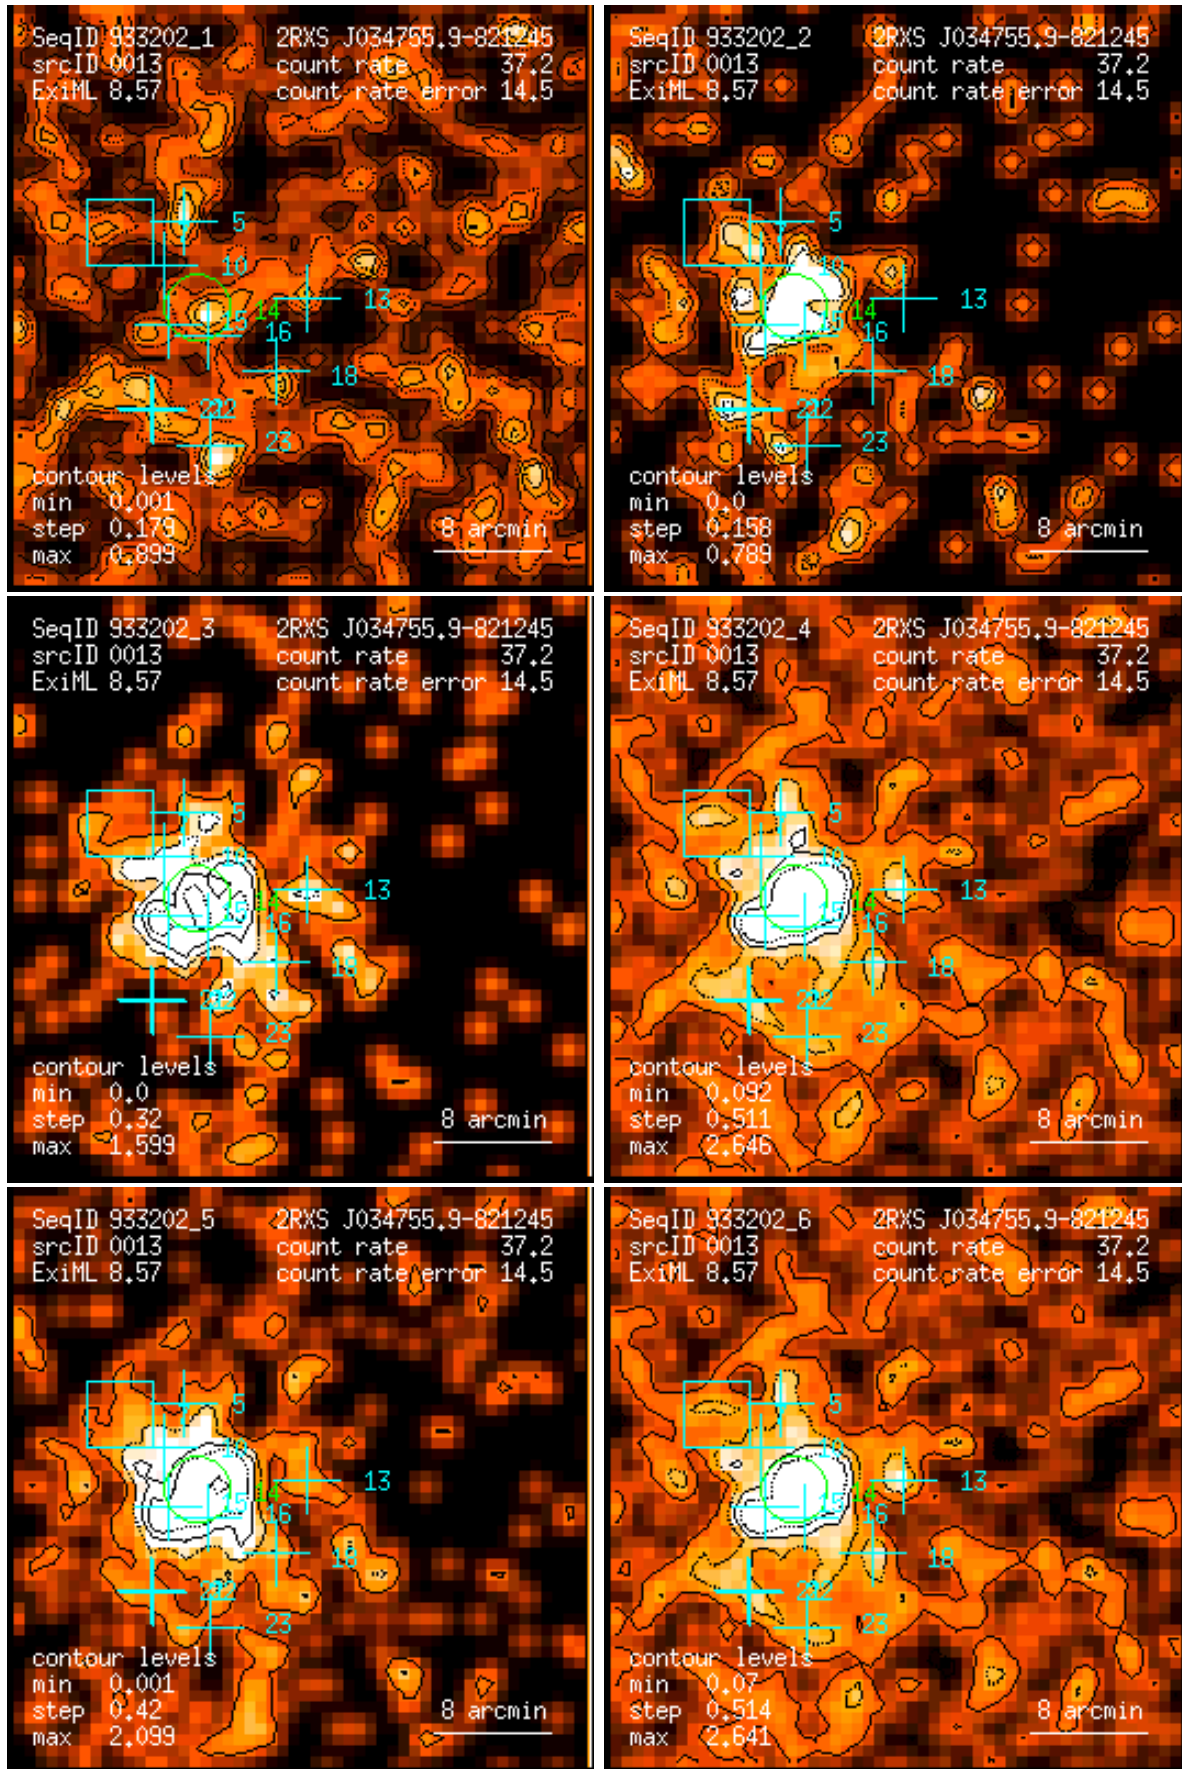 SeqID 933202_1 2RXS J034755.9-821245
srcID 0013 count rate 37.2
ExiML 8.57 count rate error 14.5
5
10
13
14
15
16
18
23
contour levels
min 0.001
step 0.179
max 0.899
8 arcmin
SeqID 933202_2 2RXS J034755.9-821245
srcID 0013 count rate 37.2
ExiML 8.57 count rate error 14.5
5
10
13
14
15
16
18
23
contour levels
min 0.0
step 0.158
max 0.789
8 arcmin
SeqID 933202_3 2RXS J034755.9-821245
srcID 0013 count rate 37.2
ExiML 8.57 count rate error 14.5
5
10
13
14
15
16
18
23
contour levels
min 0.0
step 0.32
max 1.599
8 arcmin
SeqID 933202_4 2RXS J034755.9-821245
srcID 0013 count rate 37.2
ExiML 8.57 count rate error 14.5
5
10
13
14
15
16
18
23
contour levels
min 0.092
step 0.511
max 2.646
8 arcmin
SeqID 933202_5 2RXS J034755.9-821245
srcID 0013 count rate 37.2
ExiML 8.57 count rate error 14.5
5
10
13
14
15
16
18
23
contour levels
min 0.001
step 0.42
max 2.099
8 arcmin
SeqID 933202_6 2RXS J034755.9-821245
srcID 0013 count rate 37.2
ExiML 8.57 count rate error 14.5
5
10
13
14
15
16
18
23
contour levels
min 0.07
step 0.514
max 2.641
8 arcmin